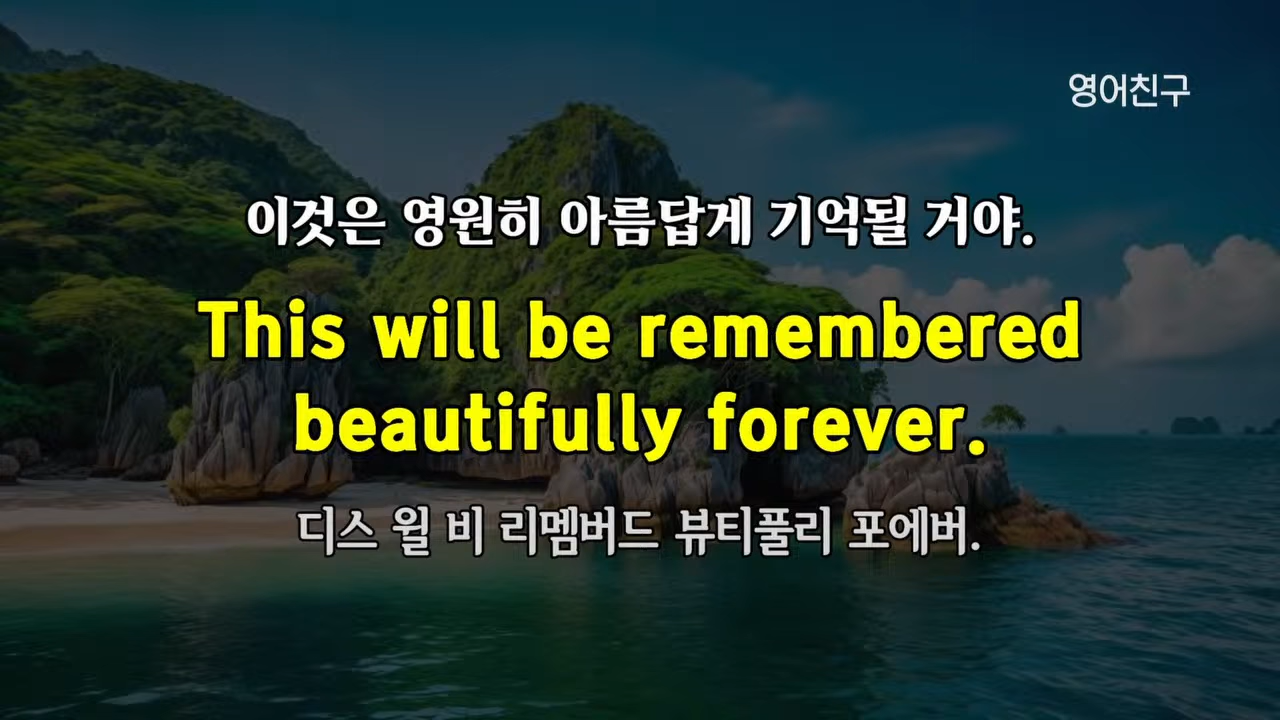 영어친구
이것은 영원히 아름답게 기억될 거야.
This will be remembered
beautifully forever.
디스 윌 비 리멤버드 뷰티풀리 포에버.